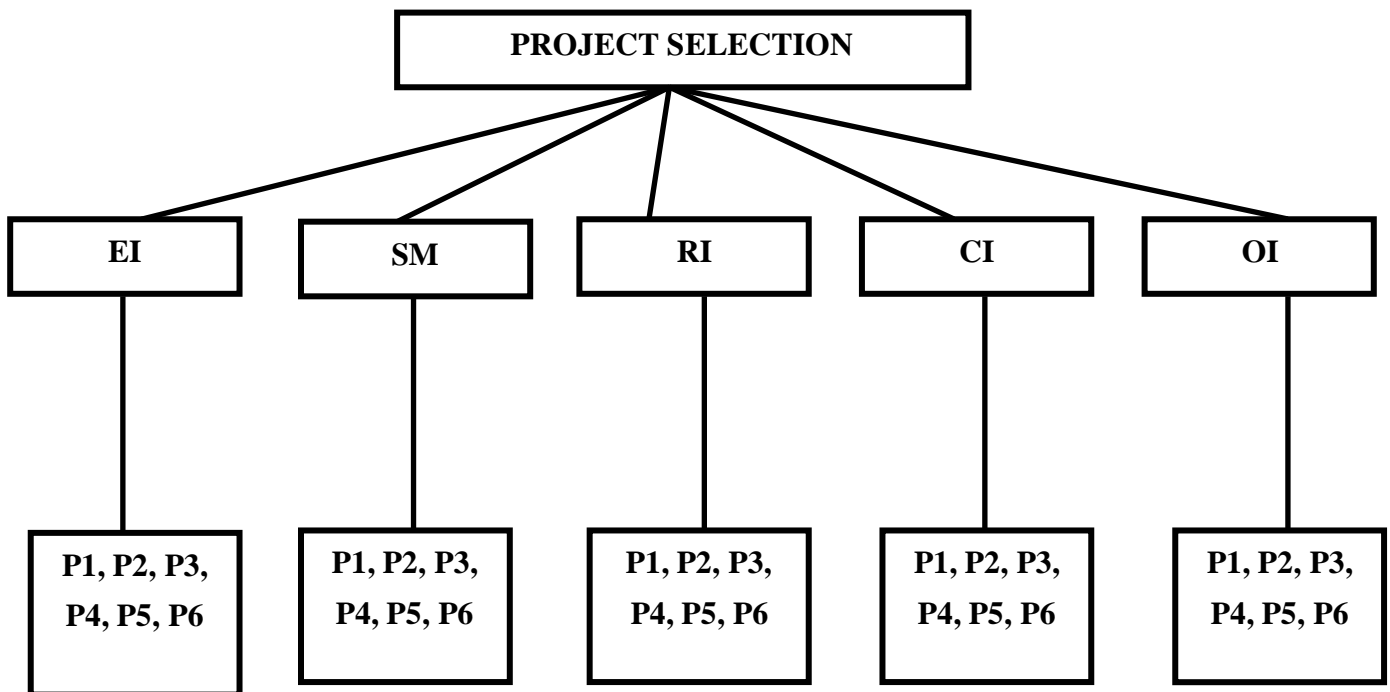 PROJECT SELECTION
EI
SM
RI
CI
OI
P1, P2, P3,
P4, P5, P6
P1, P2, P3,
P4, P5, P6
P1, P2, P3,
P4, P5, P6
P1, P2, P3,
P4, P5, P6
P1, P2, P3,
P4, P5, P6